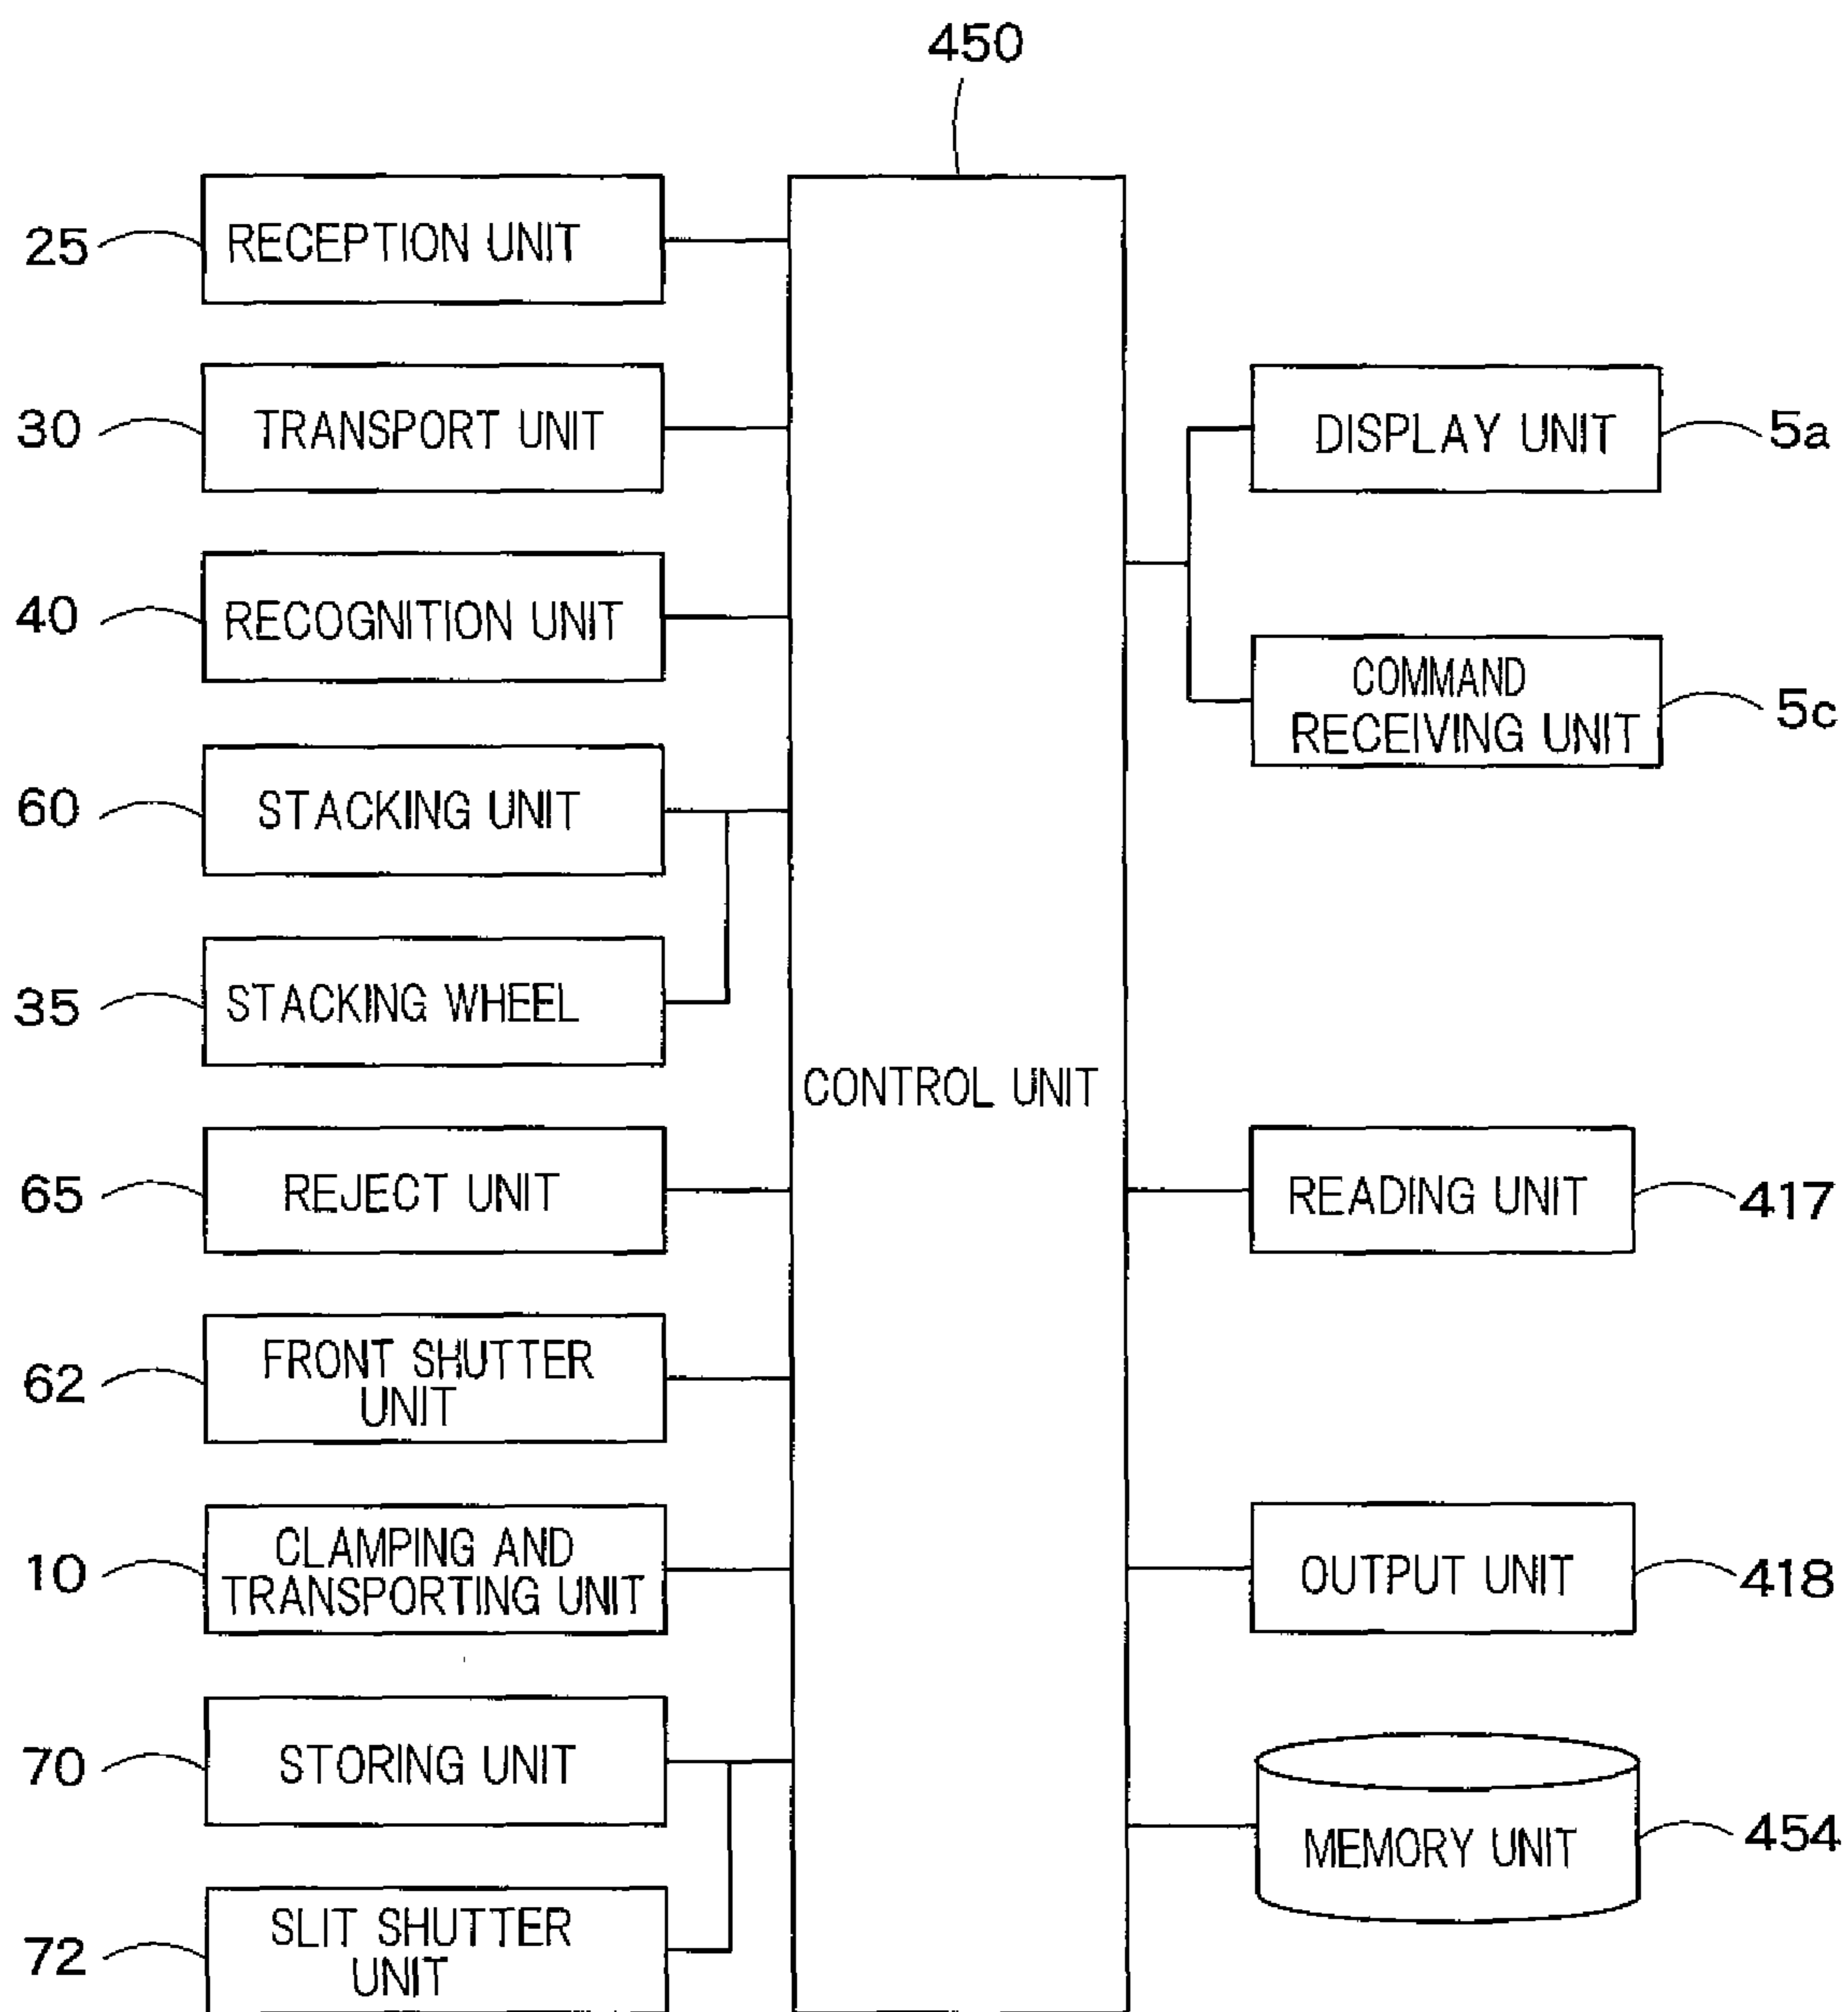 450
25
RECEPTION UNIT
30
TRANSPORT UNIT
40
RECOGNITION UNIT
60
STACKING UNIT
35
STACKING WHEEL
65
REJECT UNIT
62
FRONT SHUTTER
UNIT
10
CLAMPING AND
TRANSPORTING UNIT
70
STORING UNIT
72
SLIT SHUTTER
UNIT
CONTROL UNIT
DISPLAY UNIT
5a
COMMAND
RECEIVING UNIT
5c
READING UNIT
417
OUTPUT UNIT
418
MEMORY UNIT
454